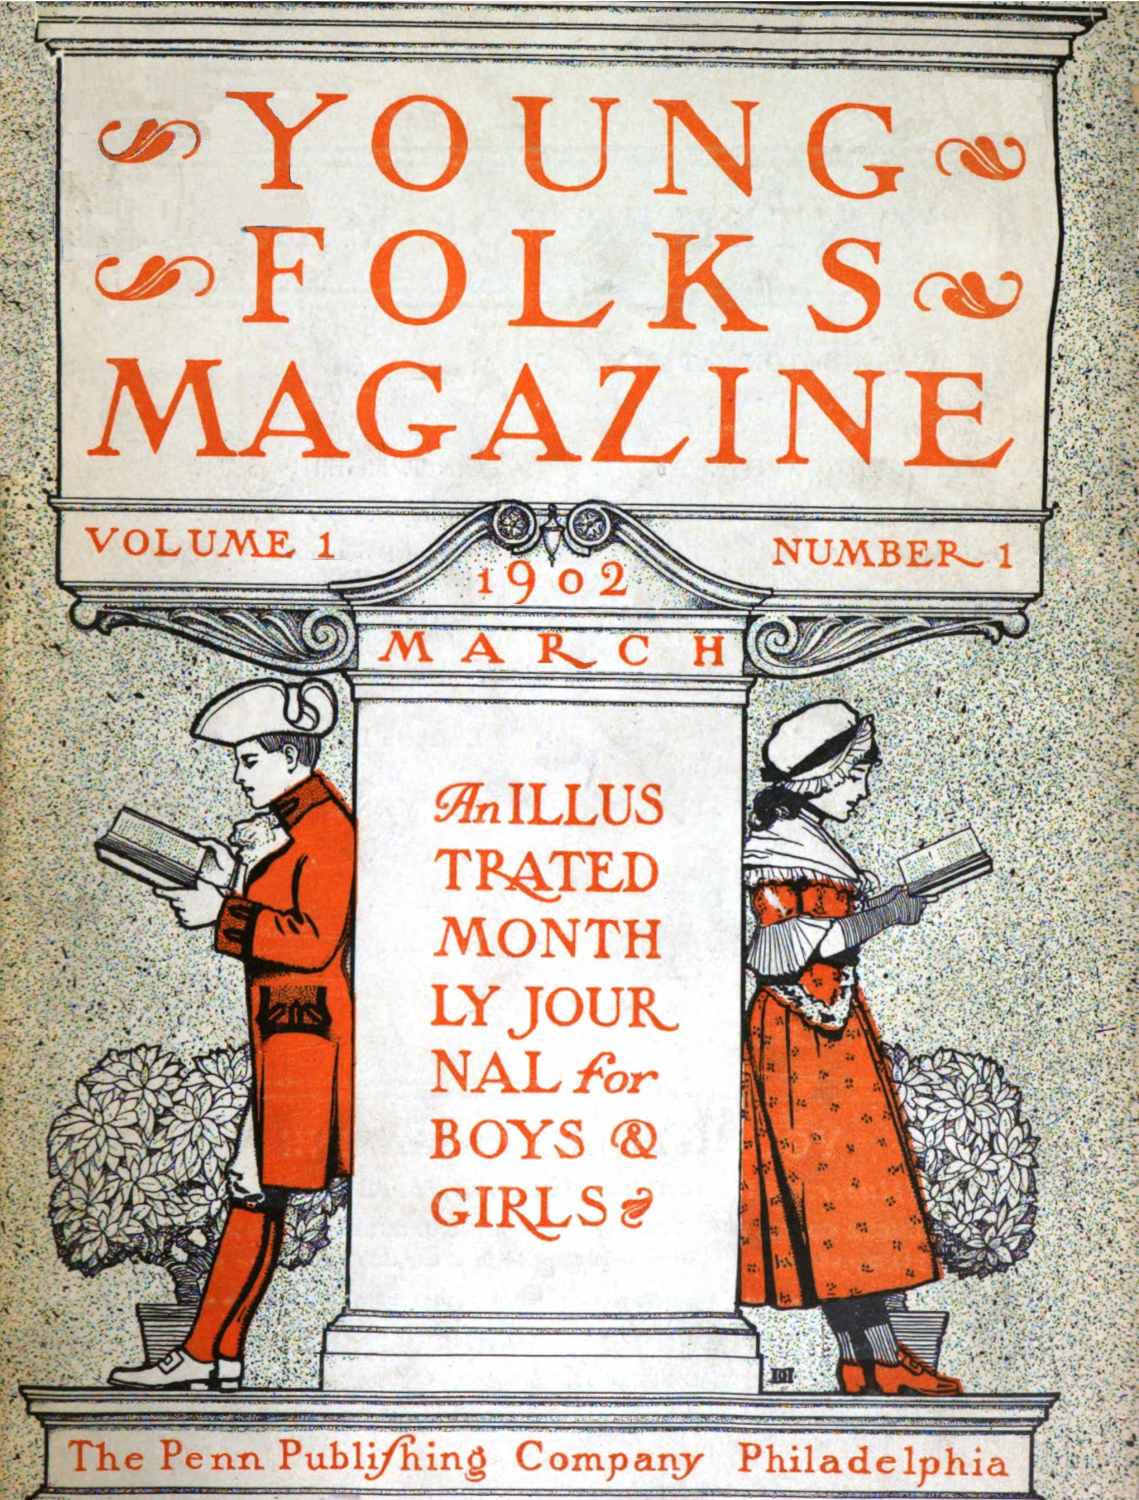 YOUNG
FOLKS
MAGAZINE
VOLUME 1
NUMBER 1
1902
MARCH
An ILLUS
TRATED
MONTH
LY JOUR
NAL for
BOYS &
GIRLS
The Penn Publiſhing Company Philadelphia